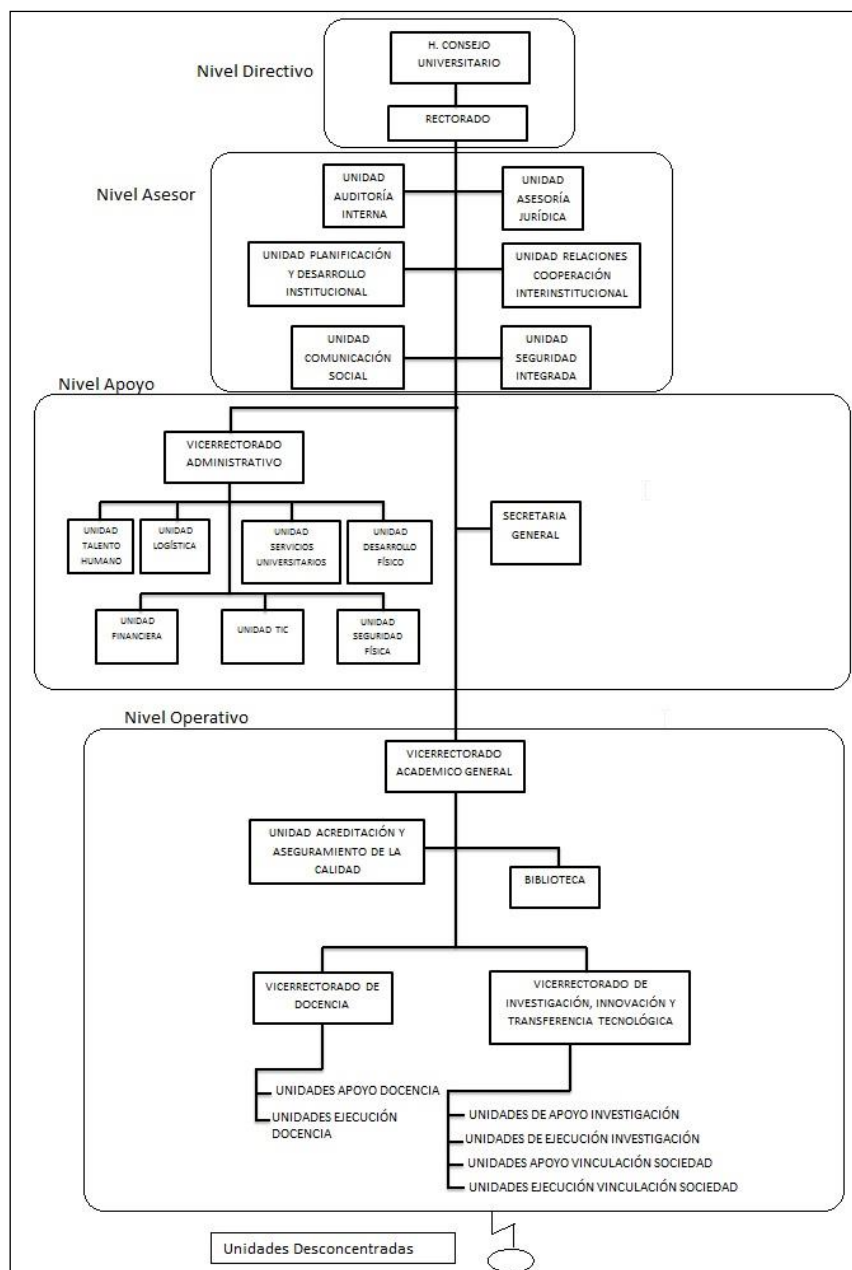 Nivel Directivo
H. CONSEJO
UNIVERSITARIO
RECTORADO
Nivel Asesor
UNIDAD
AUDITORÍA
INTERNA
UNIDAD
ASESORÍA
JURÍDICA
UNIDAD PLANIFICACIÓN
Y DESARROLLO
INSTITUCIONAL
UNIDAD RELACIONES
COOPERACIÓN
INTERINSTITUCIONAL
UNIDAD
COMUNICACIÓN
SOCIAL
UNIDAD
SEGURIDAD
INTEGRADA
Nivel Apoyo
VICERRECTORADO
ADMINISTRATIVO
SECRETARIA
GENERAL
UNIDAD
TALENTO
HUMANO
UNIDAD
LOGÍSTICA
UNIDAD
SERVICIOS
UNIVERSITARIOS
UNIDAD
DESARROLLO
FÍSICO
UNIDAD
FINANCIERA
UNIDAD TIC
UNIDAD
SEGURIDAD
FÍSICA
Nivel Operativo
VICERRECTORADO
ACADEMICO GENERAL
UNIDAD ACREDITACIÓN Y
ASEGURAMIENTO DE LA
CALIDAD
BIBLIOTECA
VICERRECTORADO DE
DOCENCIA
VICERRECTORADO DE
INVESTIGACIÓN, INNOVACIÓN Y
TRANSFERENCIA TECNOLÓGICA
UNIDADES APOYO DOCENCIA
UNIDADES EJECUCIÓN
DOCENCIA
UNIDADES DE APOYO INVESTIGACIÓN
UNIDADES DE EJECUCIÓN INVESTIGACIÓN
UNIDADES APOYO VINCULACIÓN SOCIEDAD
UNIDADES EJECUCIÓN VINCULACIÓN SOCIEDAD
Unidades Desconcentradas